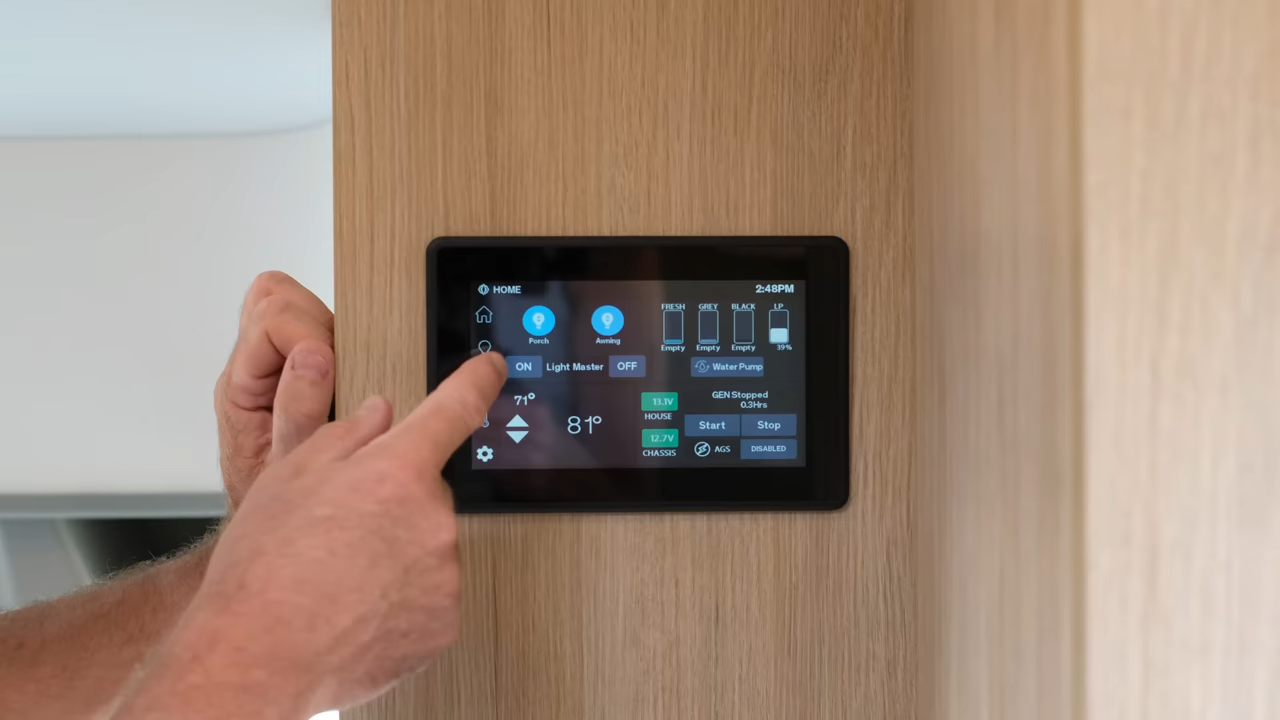 HOME
2:48PM
Porch
Awning
FRESH GREY BLACK LP
Empty Empty Empty 39%
ON Light Master OFF
Water Pump
71°
81°
13.1V
HOUSE
12.7V
CHASSIS
GEN Stopped
0.3Hrs
Start Stop
AGS DISABLED